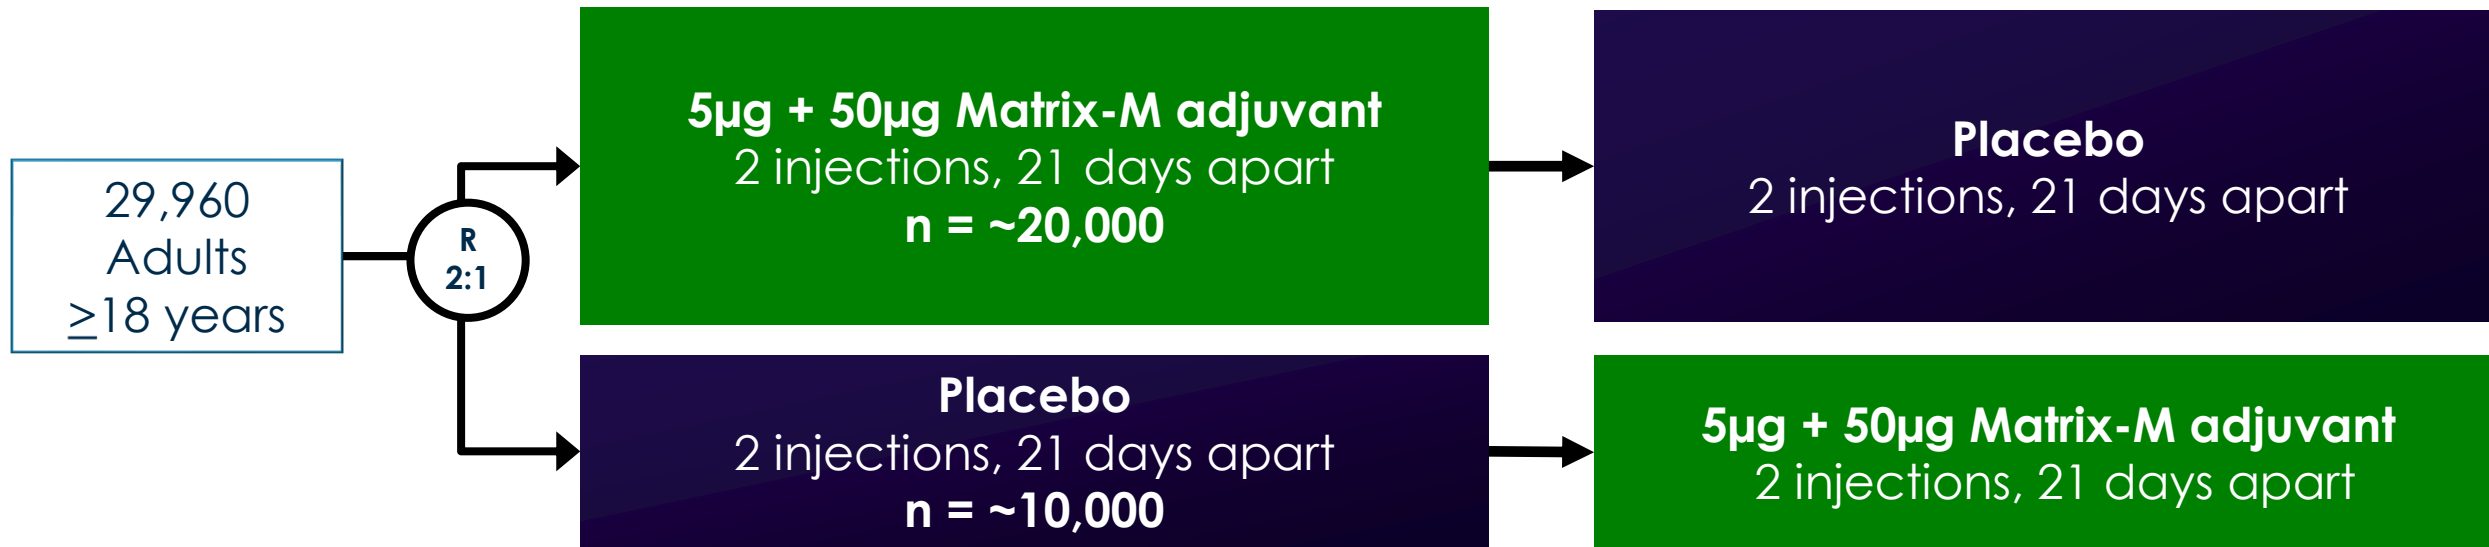 29,960
Adults
≥18 years
R
2:1
5µg + 50µg Matrix-M adjuvant
2 injections, 21 days apart
n = ~20,000
Placebo
2 injections, 21 days apart
Placebo
2 injections, 21 days apart
n = ~10,000
5µg + 50µg Matrix-M adjuvant
2 injections, 21 days apart